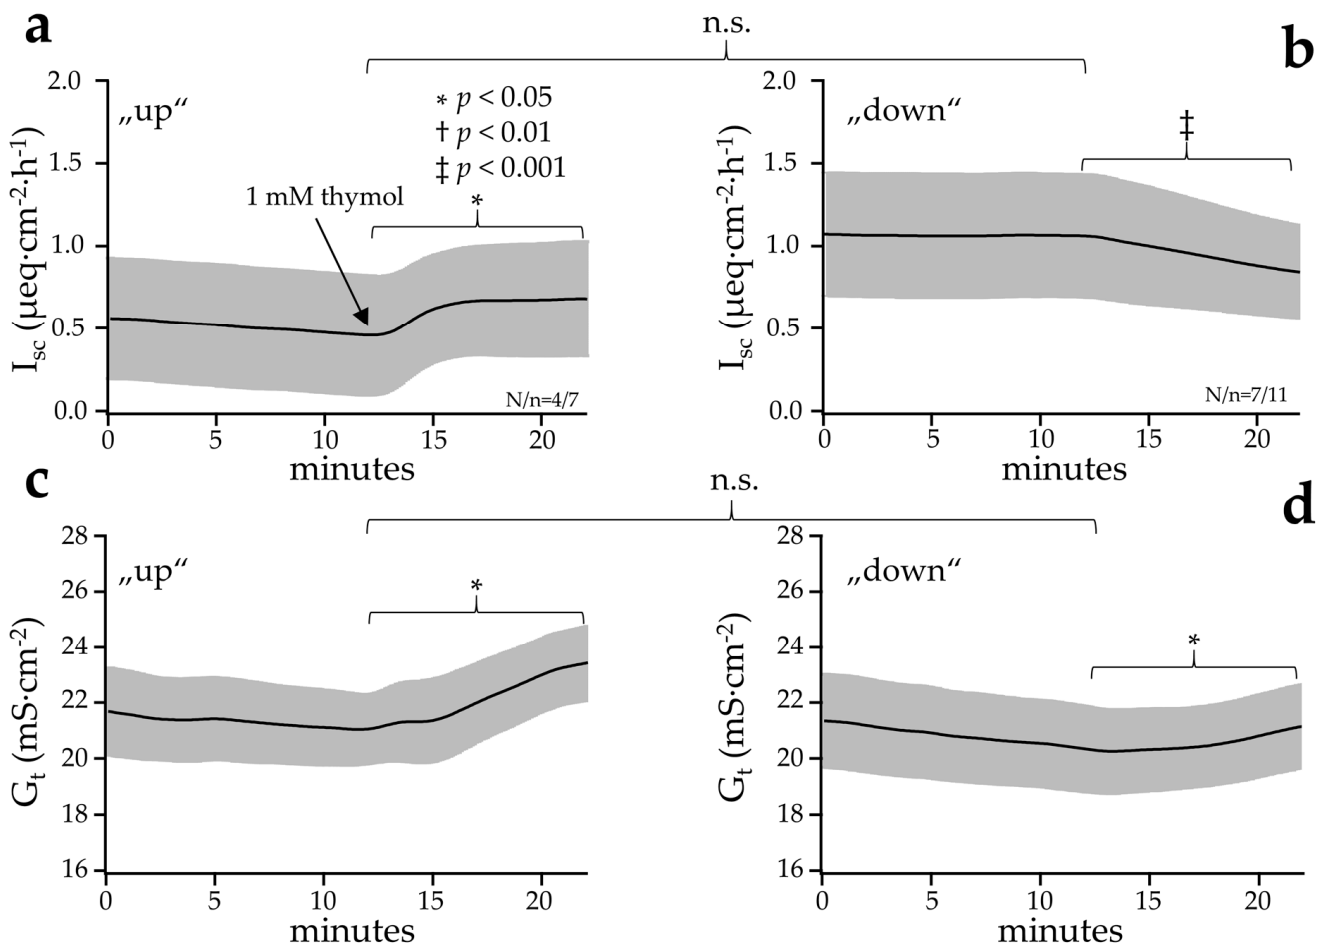 a
n.s.
b
„up“
* p < 0.05
† p < 0.01
‡ p < 0.001
1 mM thymol
*
Isc (µeq·cm-2·h-1)
2.0
1.5
1.0
0.5
0.0
N/n=4/7
0 5 10 15 20
minutes
„down“
‡
Isc (µeq·cm-2·h-1)
2.0
1.5
1.0
0.5
0.0
N/n=7/11
0 5 10 15 20
minutes
c
n.s.
d
„up“
*
Gt (mS·cm-2)
28
26
24
22
20
18
16
0 5 10 15 20
minutes
„down“
*
Gt (mS·cm-2)
28
26
24
22
20
18
16
0 5 10 15 20
minutes